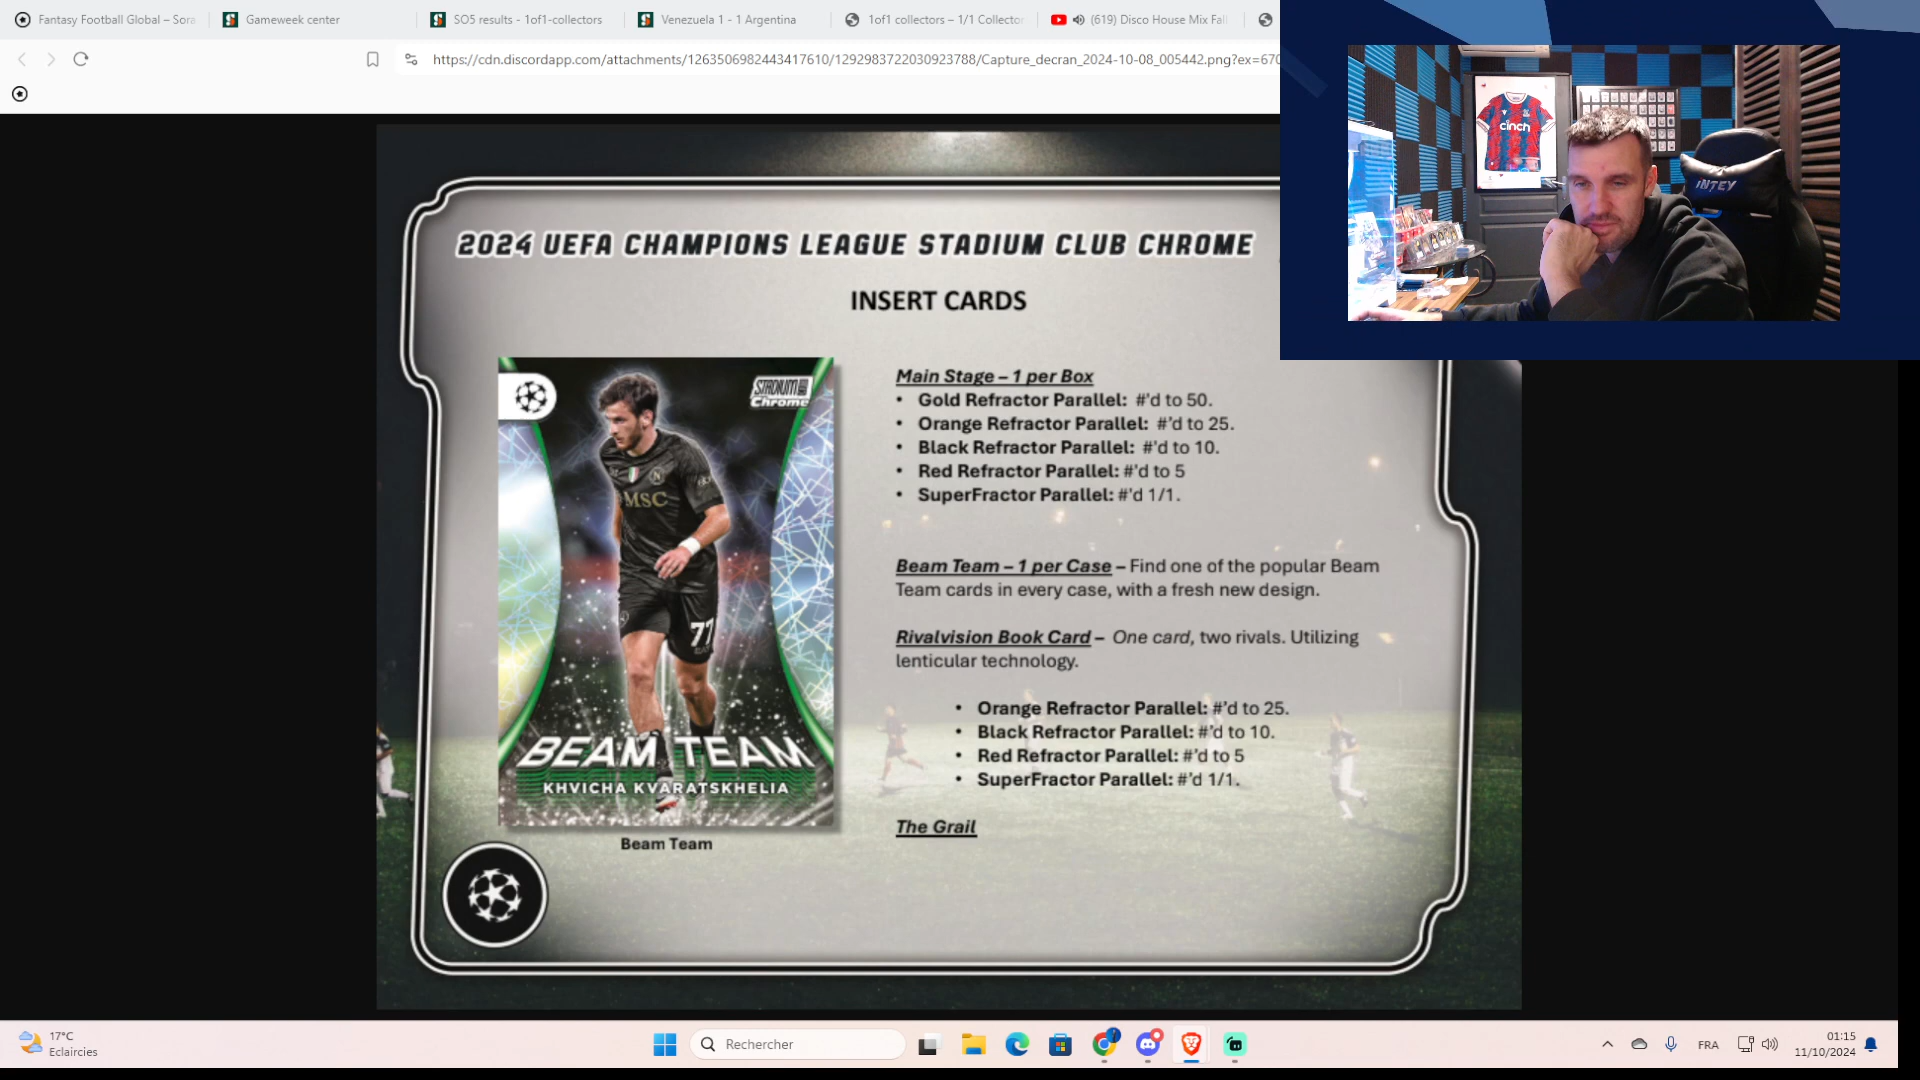 Fantasy Football Global – Sora
Gameweek center
SO5 results - 1of1-collectors
Venezuela 1 - 1 Argentina
1of1 collectors – 1/1 Collector
(619) Disco House Mix Fal
https://cdn.discordapp.com/attachments/1263506982443417610/1292983722030923788/Capture_decran_2024-10-08_005442.png?ex=670
cinch
INTEY
2024 UEFA CHAMPIONS LEAGUE STADIUM CLUB CHROME
INSERT CARDS
STADIUM CLUB
Chrome
MSC
77
BEAM TEAM
KHVICHA KVARATSKHELIA
Beam Team
Main Stage – 1 per Box
• Gold Refractor Parallel: #'d to 50.
• Orange Refractor Parallel: #'d to 25.
• Black Refractor Parallel: #'d to 10.
• Red Refractor Parallel: #'d to 5
• SuperFractor Parallel: #'d 1/1.
Beam Team – 1 per Case – Find one of the popular Beam
Team cards in every case, with a fresh new design.
Rivalvision Book Card – One card, two rivals. Utilizing
lenticular technology.
• Orange Refractor Parallel: #'d to 25.
• Black Refractor Parallel: #'d to 10.
• Red Refractor Parallel: #'d to 5
• SuperFractor Parallel: #'d 1/1.
The Grail
17°C
Eclaircies
Rechercher
FRA
01:15
11/10/2024